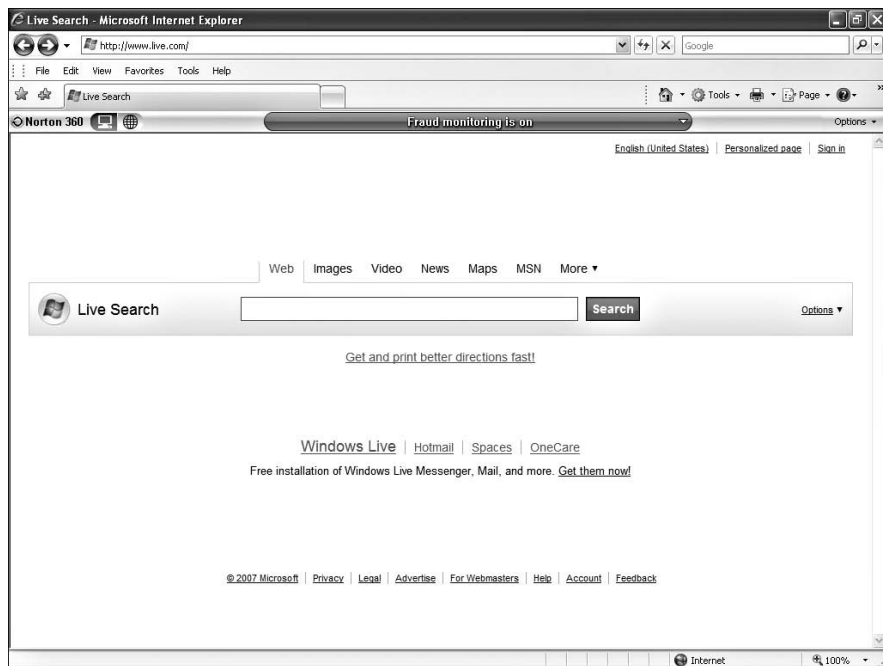 Live Search - Microsoft Internet Explorer
http://www.live.com/
Google
File Edit View Favorites Tools Help
Live Search
Tools Page
Norton 360 Fraud monitoring is on Options
English (United States) Personalized page Sign in
Web Images Video News Maps MSN More
Live Search Search Options
Get and print better directions fast!
Windows Live Hotmail Spaces OneCare
Free installation of Windows Live Messenger, Mail, and more. Get them now!
© 2007 Microsoft Privacy Legal Advertise For Webmasters Help Account Feedback
Internet 100%